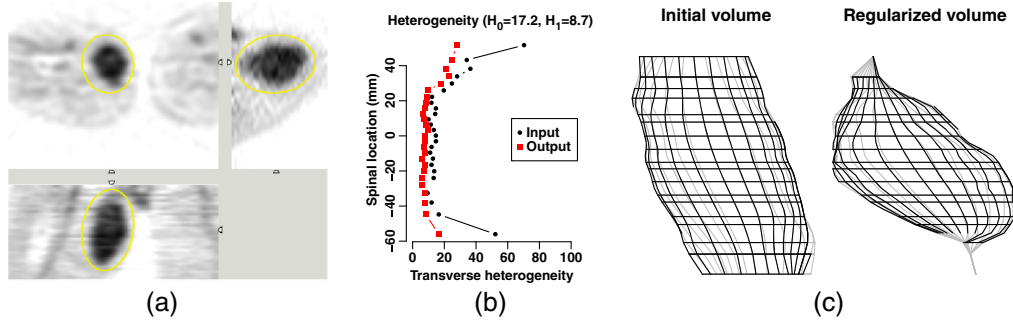 Heterogeneity (H0=17.2, H1=8.7)
Initial volume
Regularized volume
Spinal location (mm)
40
20
0
−20
−40
−60
Input
Output
0 20 40 60 80 100
Transverse heterogeneity
(a)
(b)
(c)